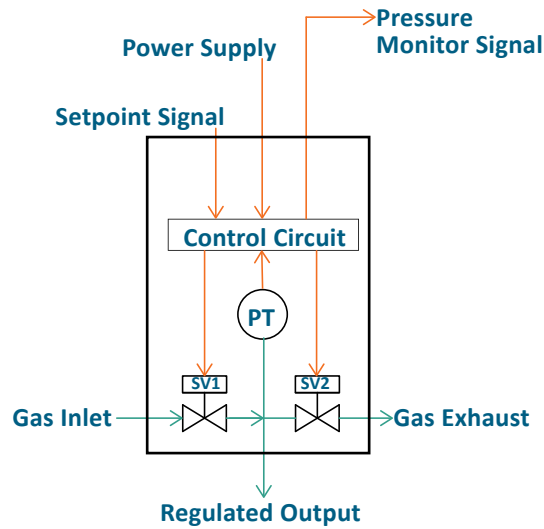 Pressure
Monitor Signal
Power Supply
Setpoint Signal
Control Circuit
PT
SV1
SV2
Gas Inlet
Gas Exhaust
Regulated Output